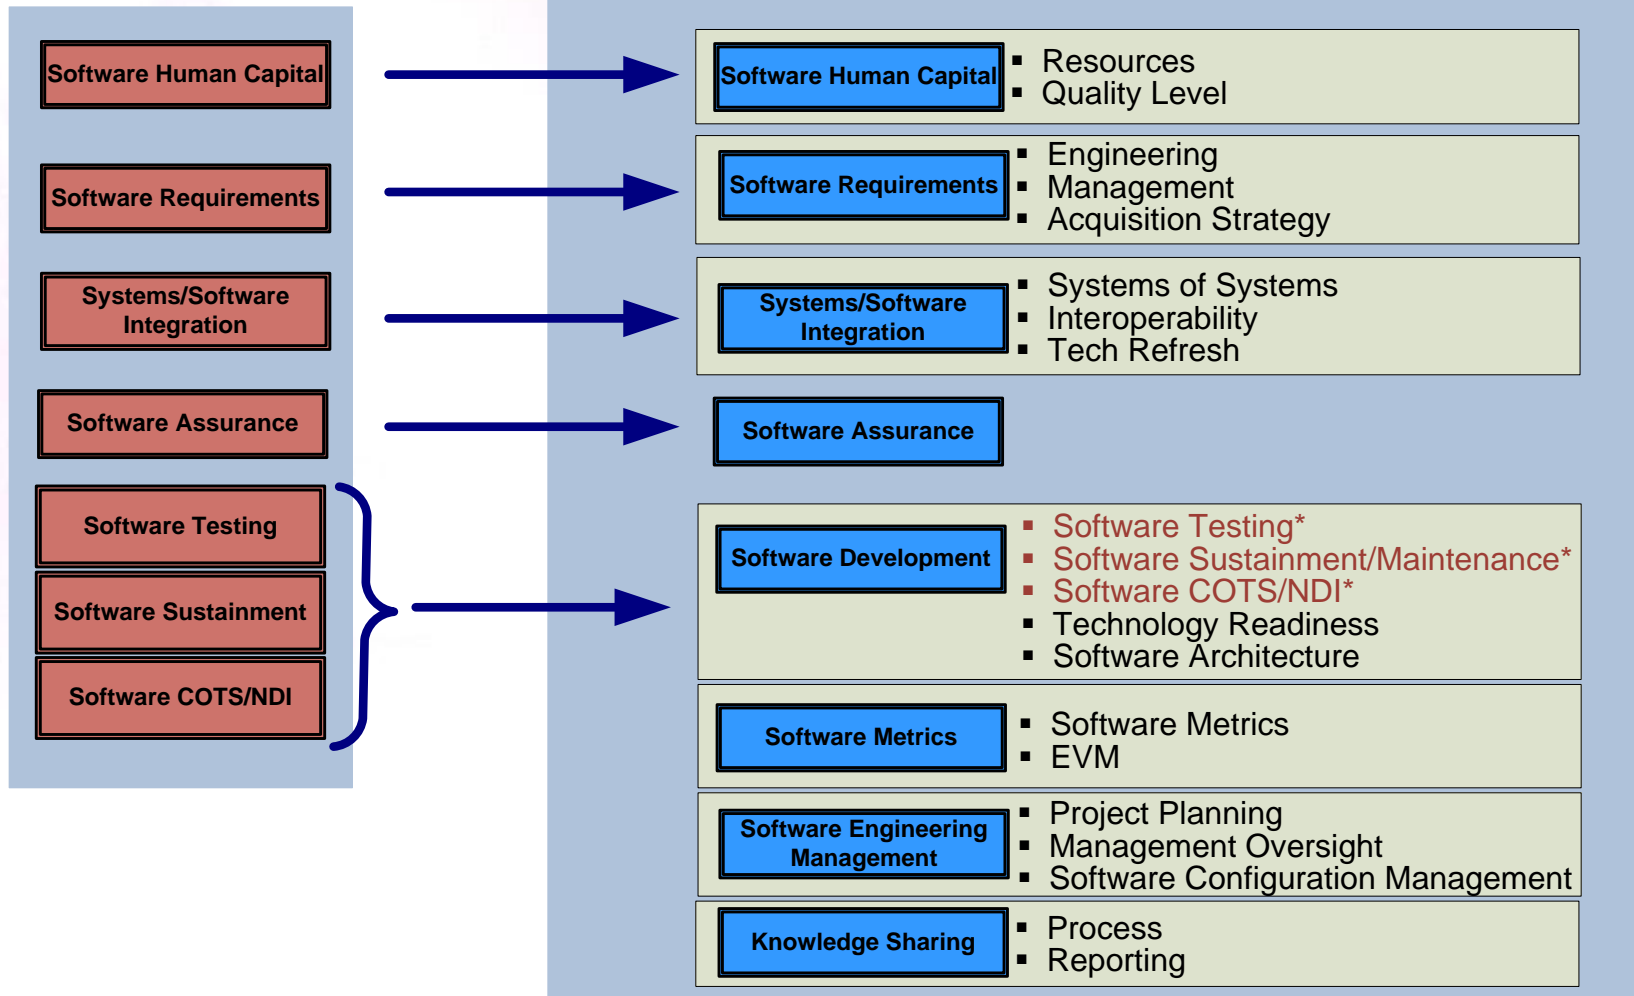 Software Human Capital
Software Requirements
Systems/Software
Integration
Software Assurance
Software Testing
Software Sustainment
Software COTS/NDI
Software Human Capital
▪ Resources
▪ Quality Level
Software Requirements
▪ Engineering
▪ Management
▪ Acquisition Strategy
Systems/Software
Integration
▪ Systems of Systems
▪ Interoperability
▪ Tech Refresh
Software Assurance
Software Development
▪ Software Testing*
▪ Software Sustainment/Maintenance*
▪ Software COTS/NDI*
▪ Technology Readiness
▪ Software Architecture
Software Metrics
▪ Software Metrics
▪ EVM
Software Engineering
Management
▪ Project Planning
▪ Management Oversight
▪ Software Configuration Management
Knowledge Sharing
▪ Process
▪ Reporting